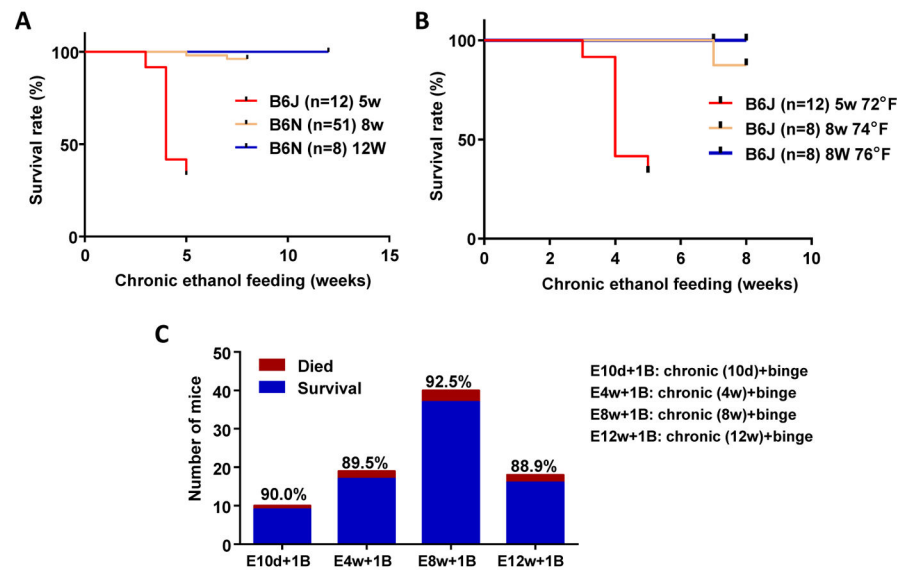 A
Survival rate (%)
100
50
0
0 5 10 15
Chronic ethanol feeding (weeks)
B6J (n=12) 5w
B6N (n=51) 8w
B6N (n=8) 12W
B
Survival rate (%)
100
50
0
0 2 4 6 8 10
Chronic ethanol feeding (weeks)
B6J (n=12) 5w 72°F
B6J (n=8) 8w 74°F
B6J (n=8) 8W 76°F
C
Number of mice
50
40
30
20
10
0
Died
Survival
90.0%
89.5%
92.5%
88.9%
E10d+1B E4w+1B E8w+1B E12w+1B
E10d+1B: chronic (10d)+binge
E4w+1B: chronic (4w)+binge
E8w+1B: chronic (8w)+binge
E12w+1B: chronic (12w)+binge